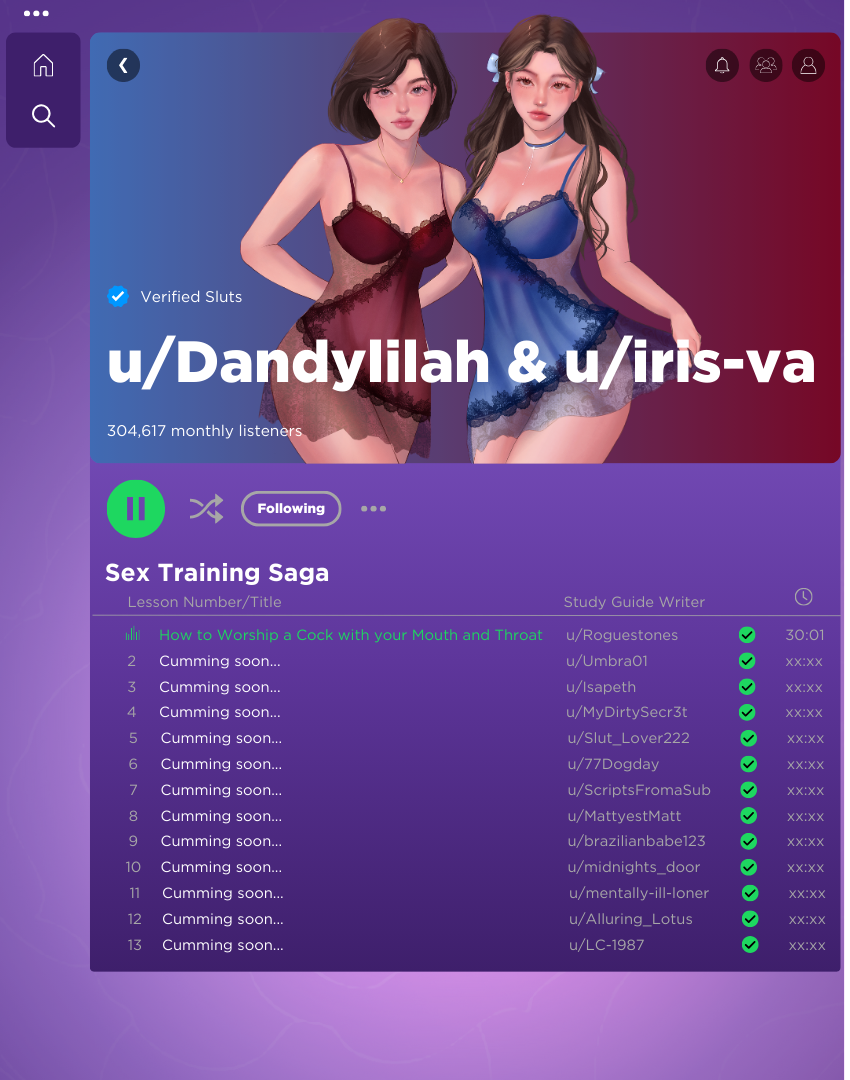 Verified Sluts
u/Dandylilah & u/iris-va
304,617 monthly listeners
Following
Sex Training Saga
Lesson Number/Title Study Guide Writer
How to Worship a Cock with your Mouth and Throat u/Roguestones 30:01
2 Cumming soon... u/Umbra01 xx:xx
3 Cumming soon... u/Isapeth xx:xx
4 Cumming soon... u/MyDirtySecr3t xx:xx
5 Cumming soon... u/Slut_Lover222 xx:xx
6 Cumming soon... u/77Dogday xx:xx
7 Cumming soon... u/ScriptsFromaSub xx:xx
8 Cumming soon... u/MattyestMatt xx:xx
9 Cumming soon... u/brazilianbabe123 xx:xx
10 Cumming soon... u/midnights_door xx:xx
11 Cumming soon... u/mentally-ill-loner xx:xx
12 Cumming soon... u/Alluring_Lotus xx:xx
13 Cumming soon... u/LC-1987 xx:xx